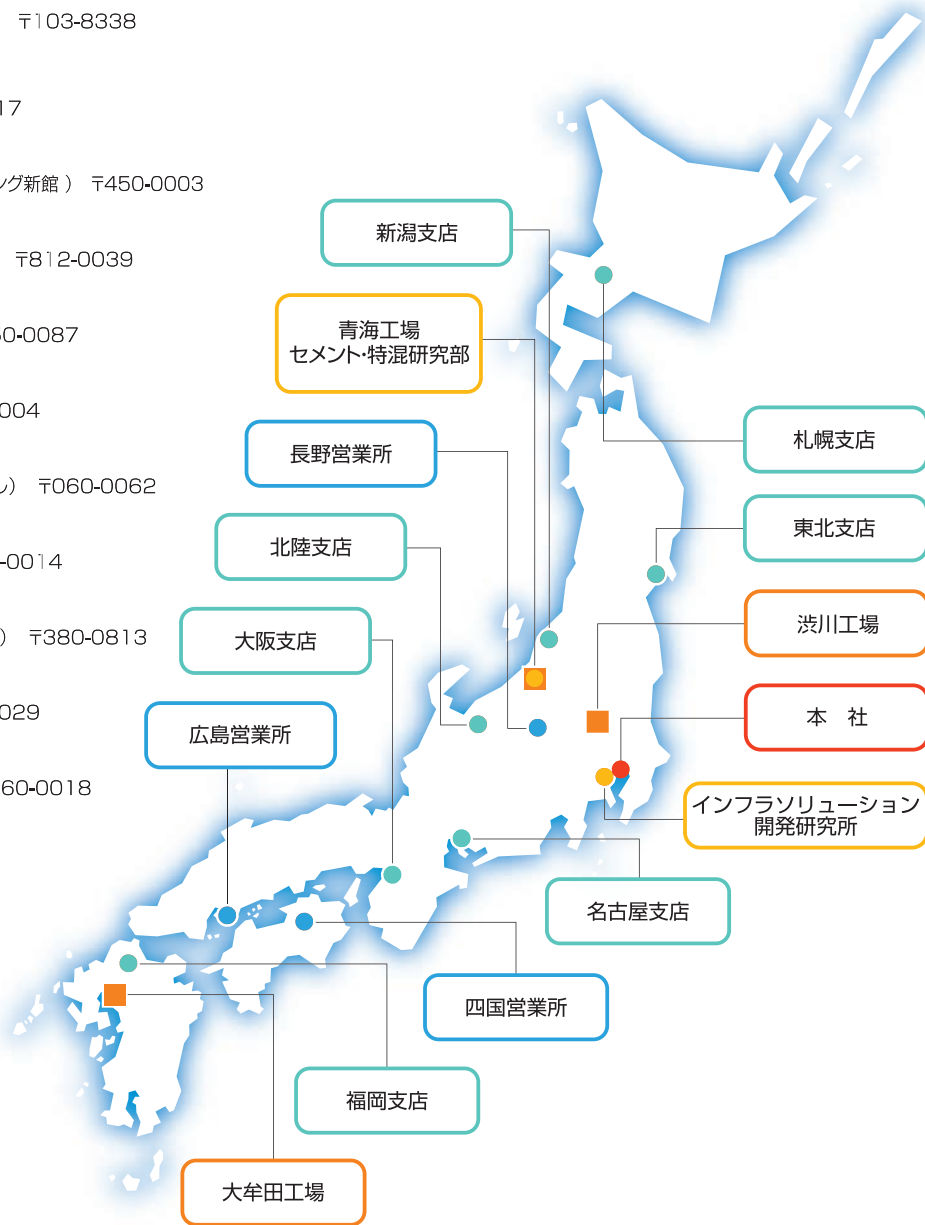 〒103-8338
17
ング新館 ） 〒450-0003
〒812-0039
0-0087
004
ル） 〒060-0062
-0014
） 〒380-0813
029
60-0018
新潟支店
青海工場
セメント・特混研究部
長野営業所
北陸支店
大阪支店
広島営業所
札幌支店
東北支店
渋川工場
本　社
インフラソリューション
開発研究所
名古屋支店
四国営業所
福岡支店
大牟田工場